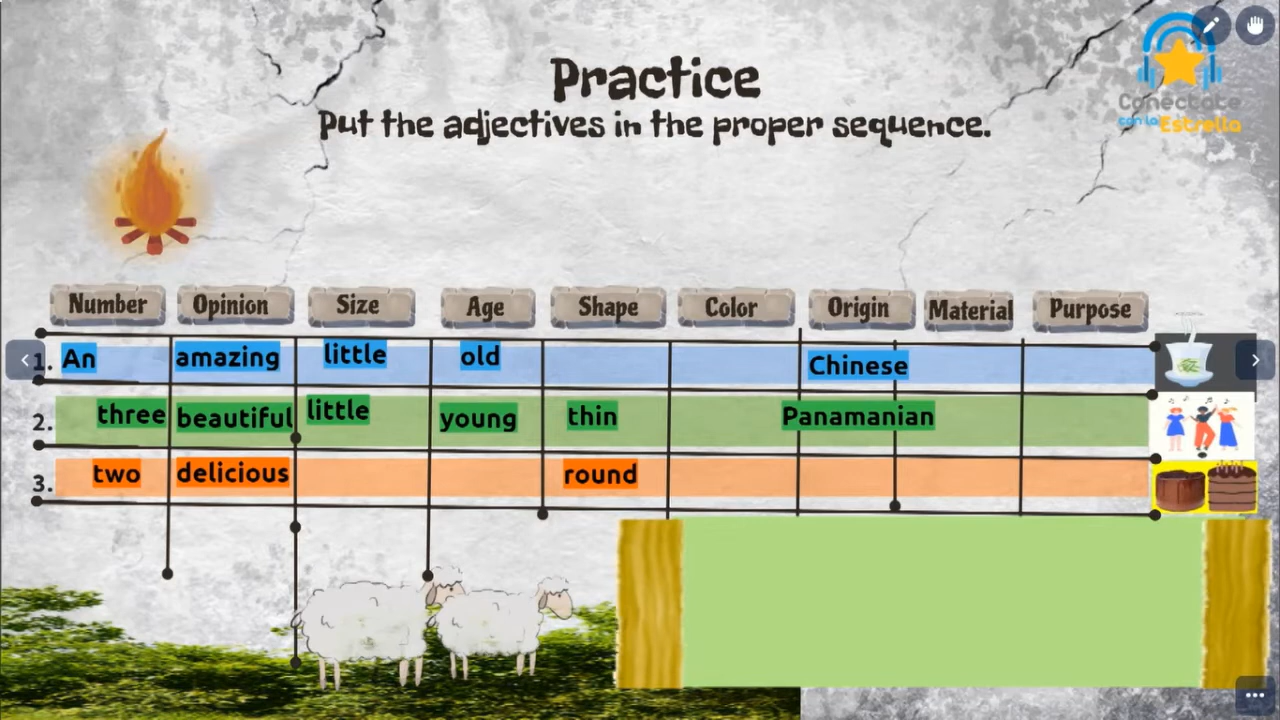 Practice
Put the adjectives in the proper sequence.
Conéctate
con la Estrella
Number Opinion Size Age Shape Color Origin Material Purpose
1. An amazing little old Chinese
2. three beautiful little young thin Panamanian
3. two delicious round